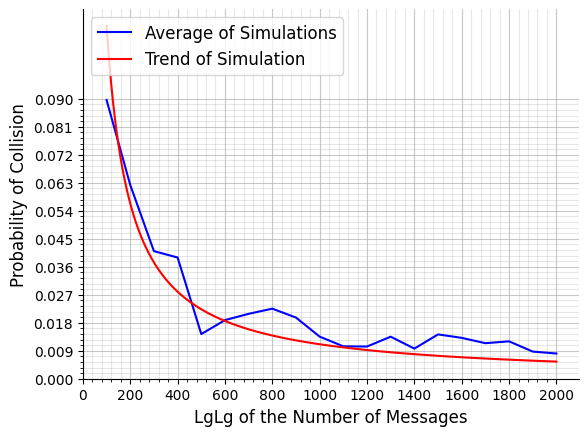 Average of Simulations
Trend of Simulation
0.090
0.081
0.072
0.063
0.054
0.045
0.036
0.027
0.018
0.009
0.000
Probability of Collision
0 200 400 600 800 1000 1200 1400 1600 1800 2000
LgLg of the Number of Messages